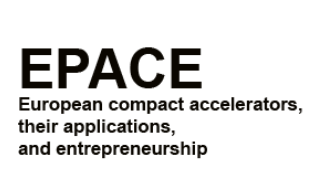 EPACE
European compact accelerators,
their applications,
and entrepreneurship